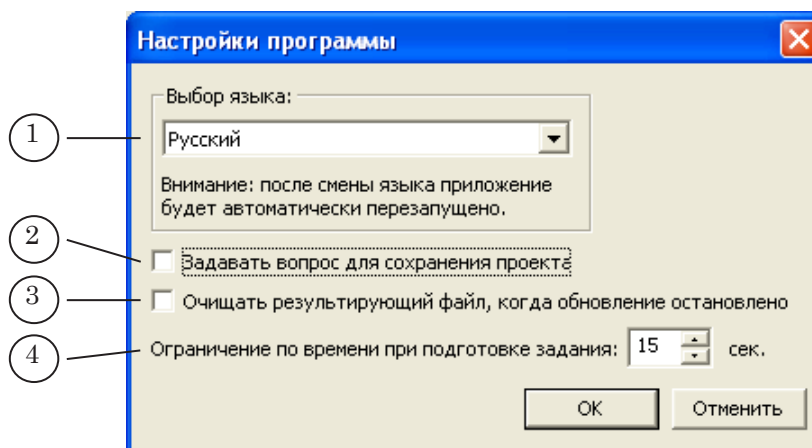 Настройки программы
Выбор языка:
1
Русский
Внимание: после смены языка приложение
будет автоматически перезапущено.
2
Задавать вопрос для сохранения проекта
3
Очищать результирующий файл, когда обновление остановлено
4
Ограничение по времени при подготовке задания: 15 сек.
OK Отменить